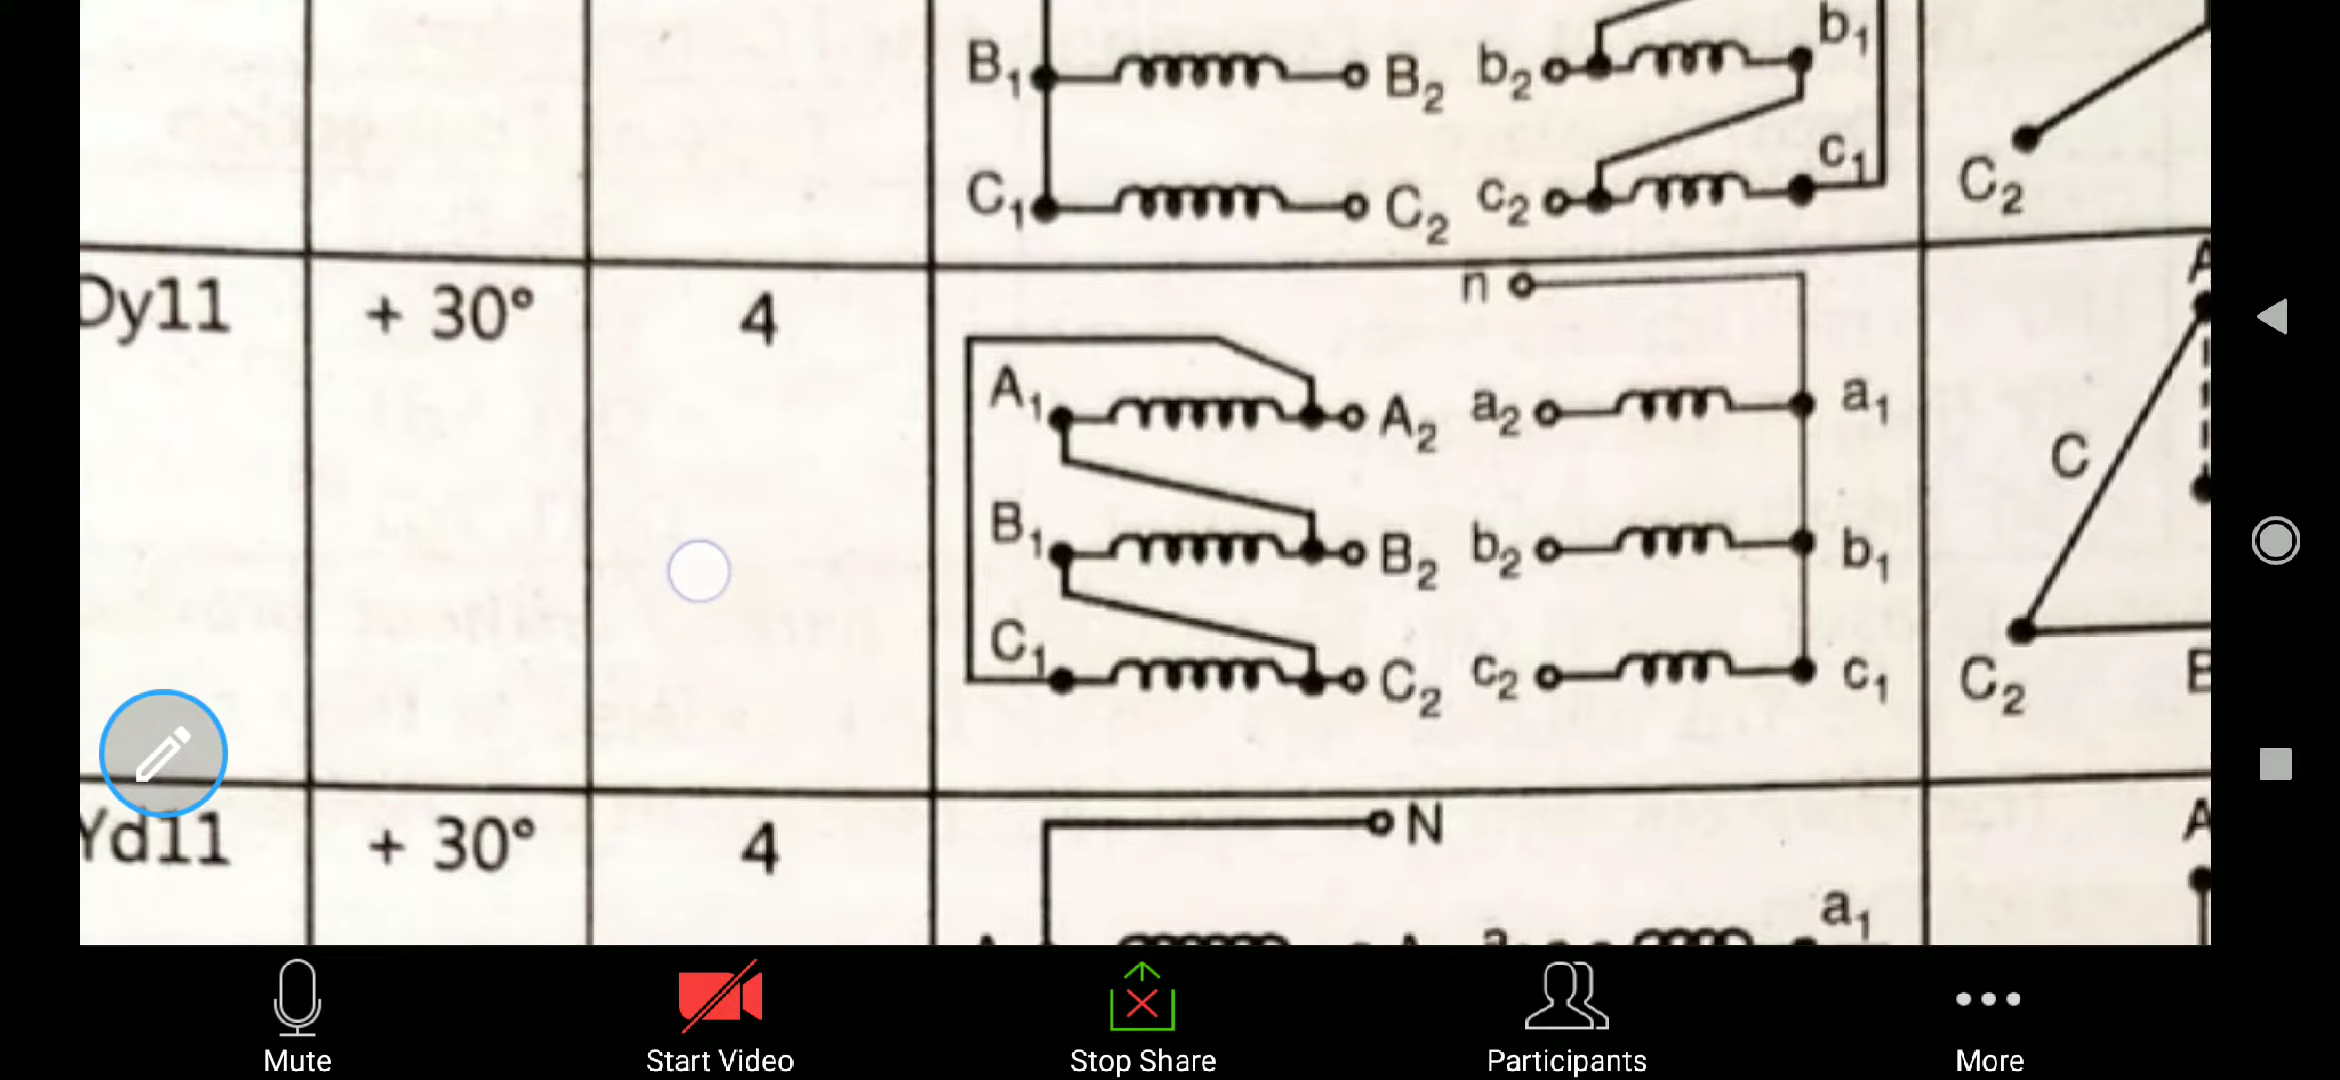 b₁
B₁ B₂ b₂
c₁
C₁ C₂ c₂ C₂
Dy11 + 30° 4 n A
A₁ A₂ a₂ a₁
C
B₁ B₂ b₂ b₁
C₁ C₂ c₂ c₁ C₂ B
Yd11 + 30° 4 N A
a₁
Mute Start Video Stop Share Participants More